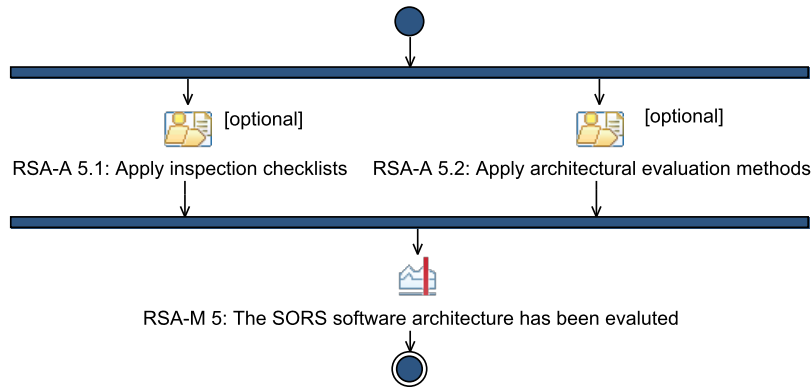 [optional]
[optional]
RSA-A 5.1: Apply inspection checklists
RSA-A 5.2: Apply architectural evaluation methods
RSA-M 5: The SORS software architecture has been evaluted